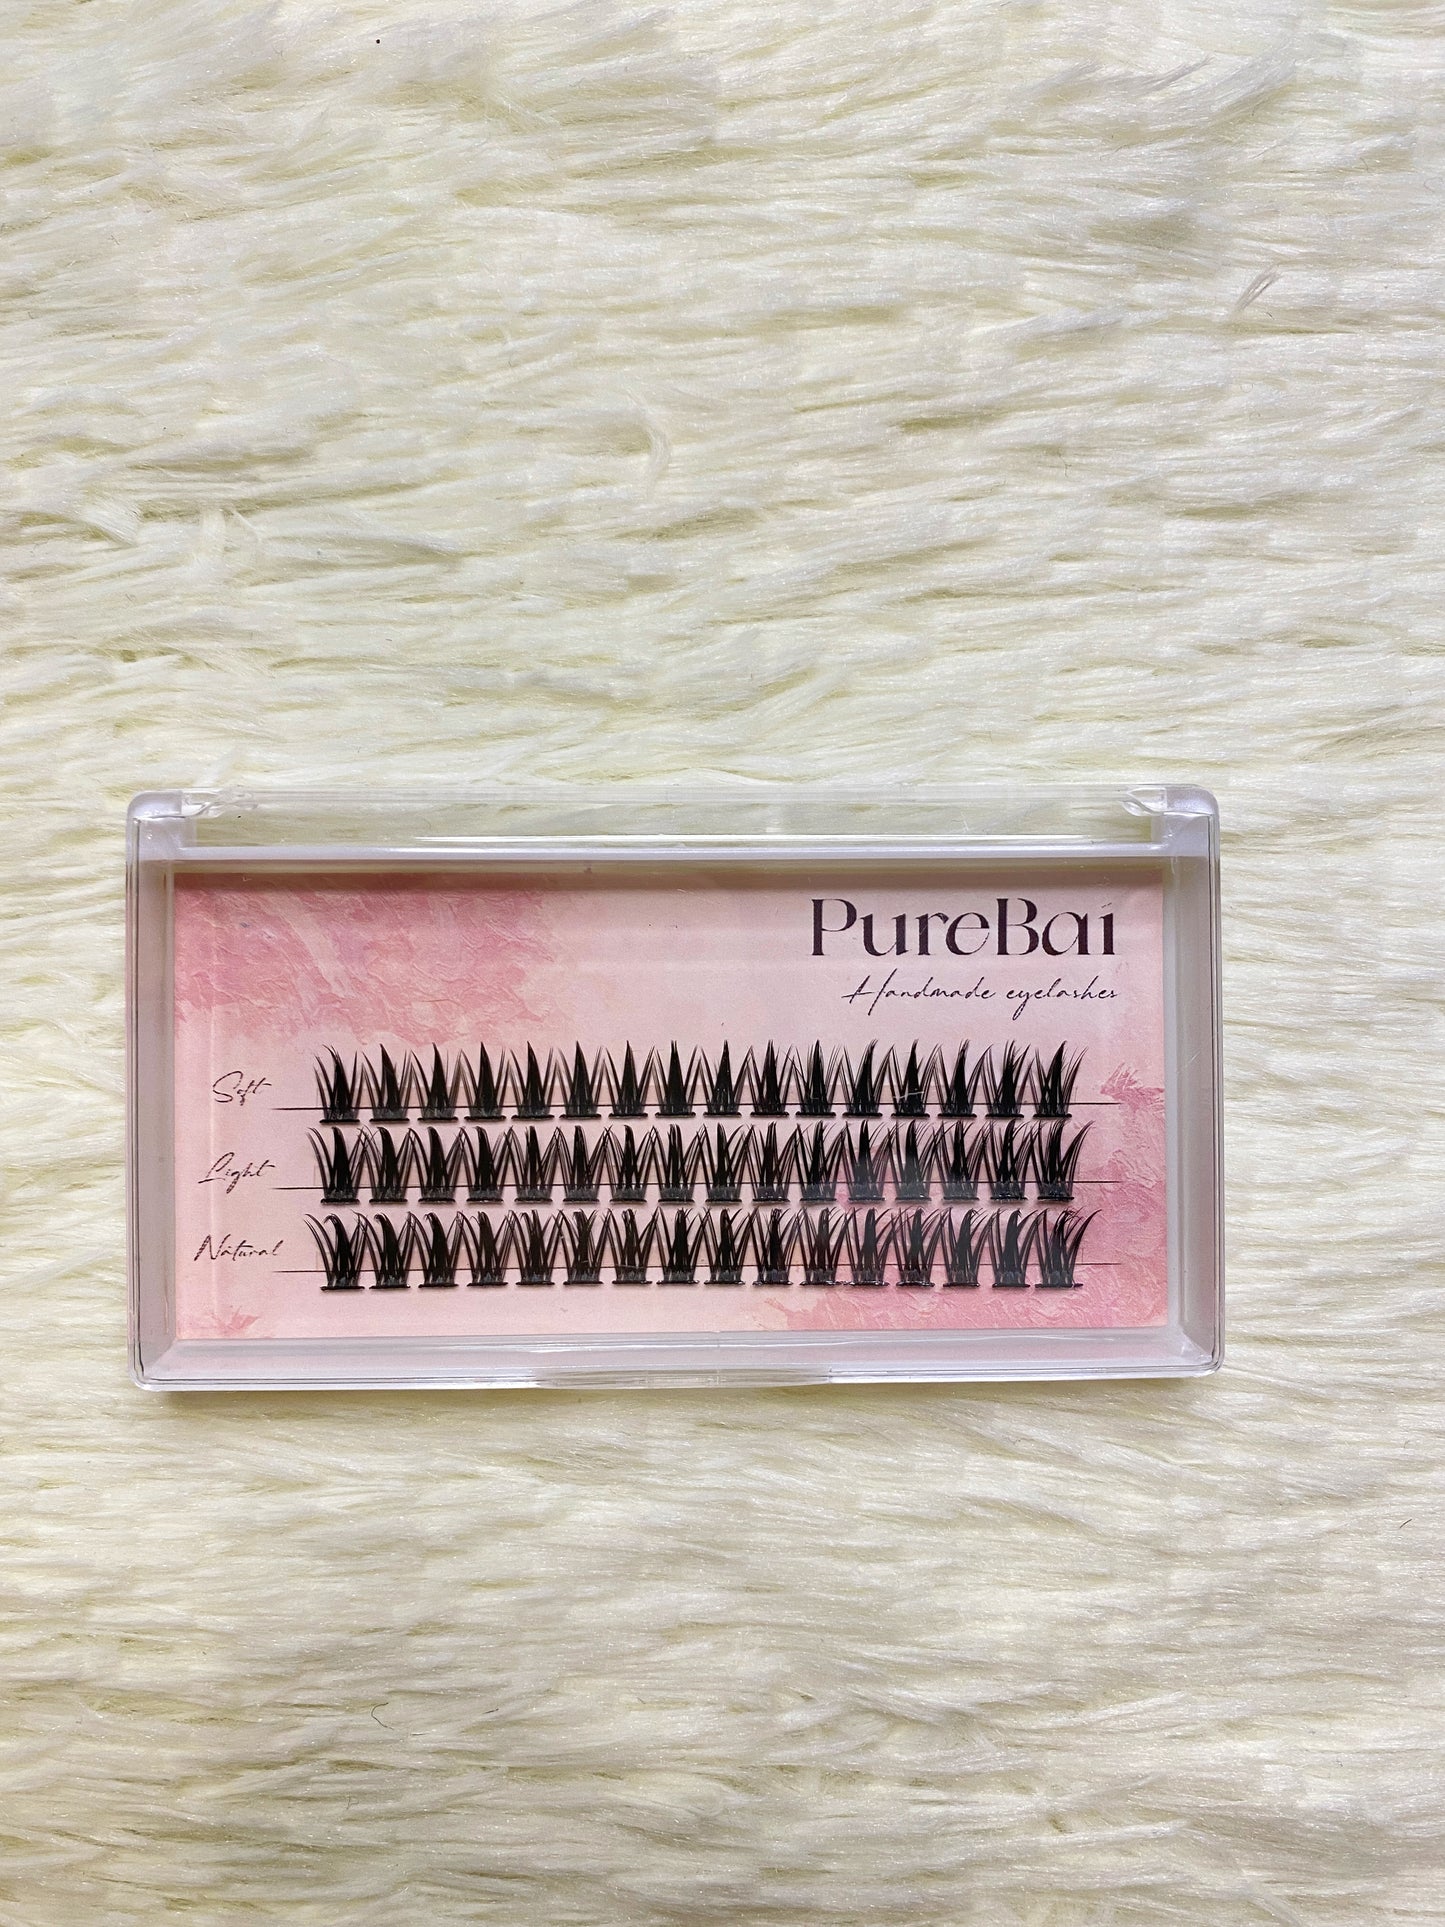 PureBai
Handmade eyelashes
Soft
Light
Natural